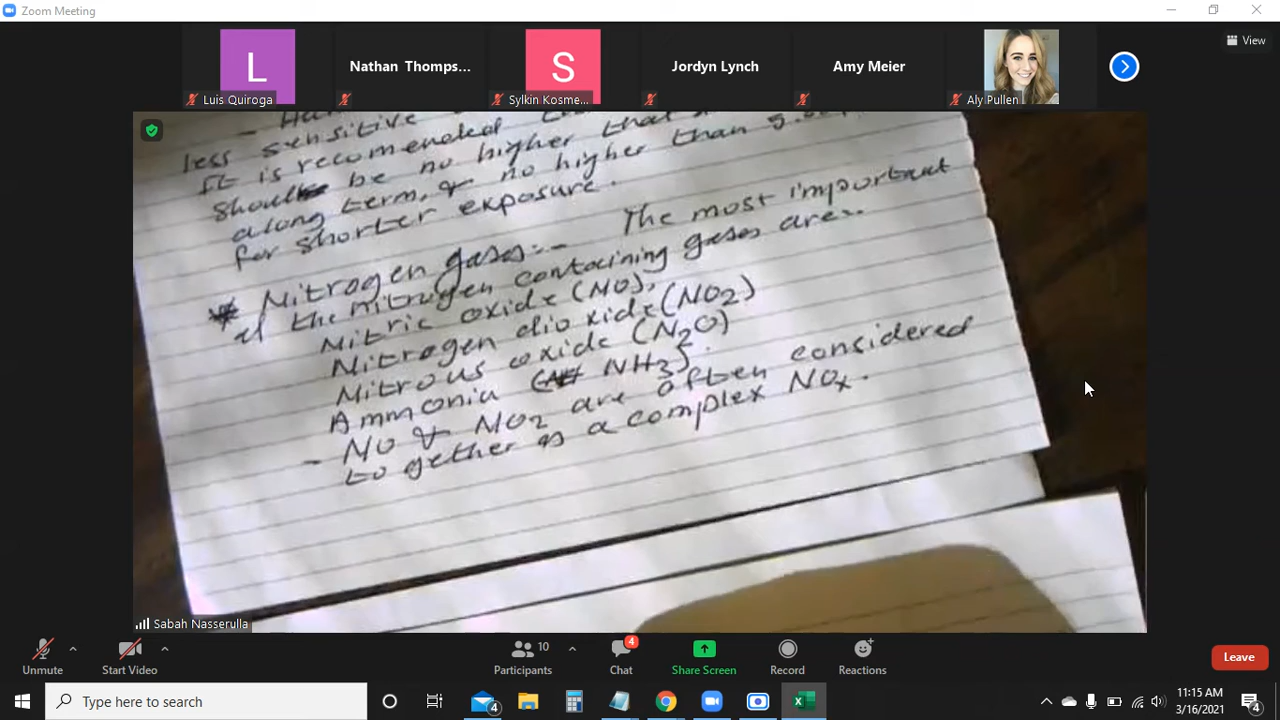 Zoom Meeting
View
L
Luis Quiroga
Nathan Thomps...
S
Sylkin Kosme...
Jordyn Lynch
Amy Meier
Aly Pullen
less sensitive
It is recomended
should be no higher that
along term, & no higher than
for shorter exposure.
* Nitrogen gases:- The most important
of the nitrogen containing gases are:-
Nitric oxide (NO),
Nitrogen dioxide (NO2)
Nitrous oxide (N2O)
Ammonia (NH3).
- NO & NO2 are often considered
together as a complex NOx.
Sabah Nasserulla
Unmute
Start Video
10
Participants
4
Chat
Share Screen
Record
Reactions
Leave
Type here to search
4
11:15 AM
3/16/2021
4